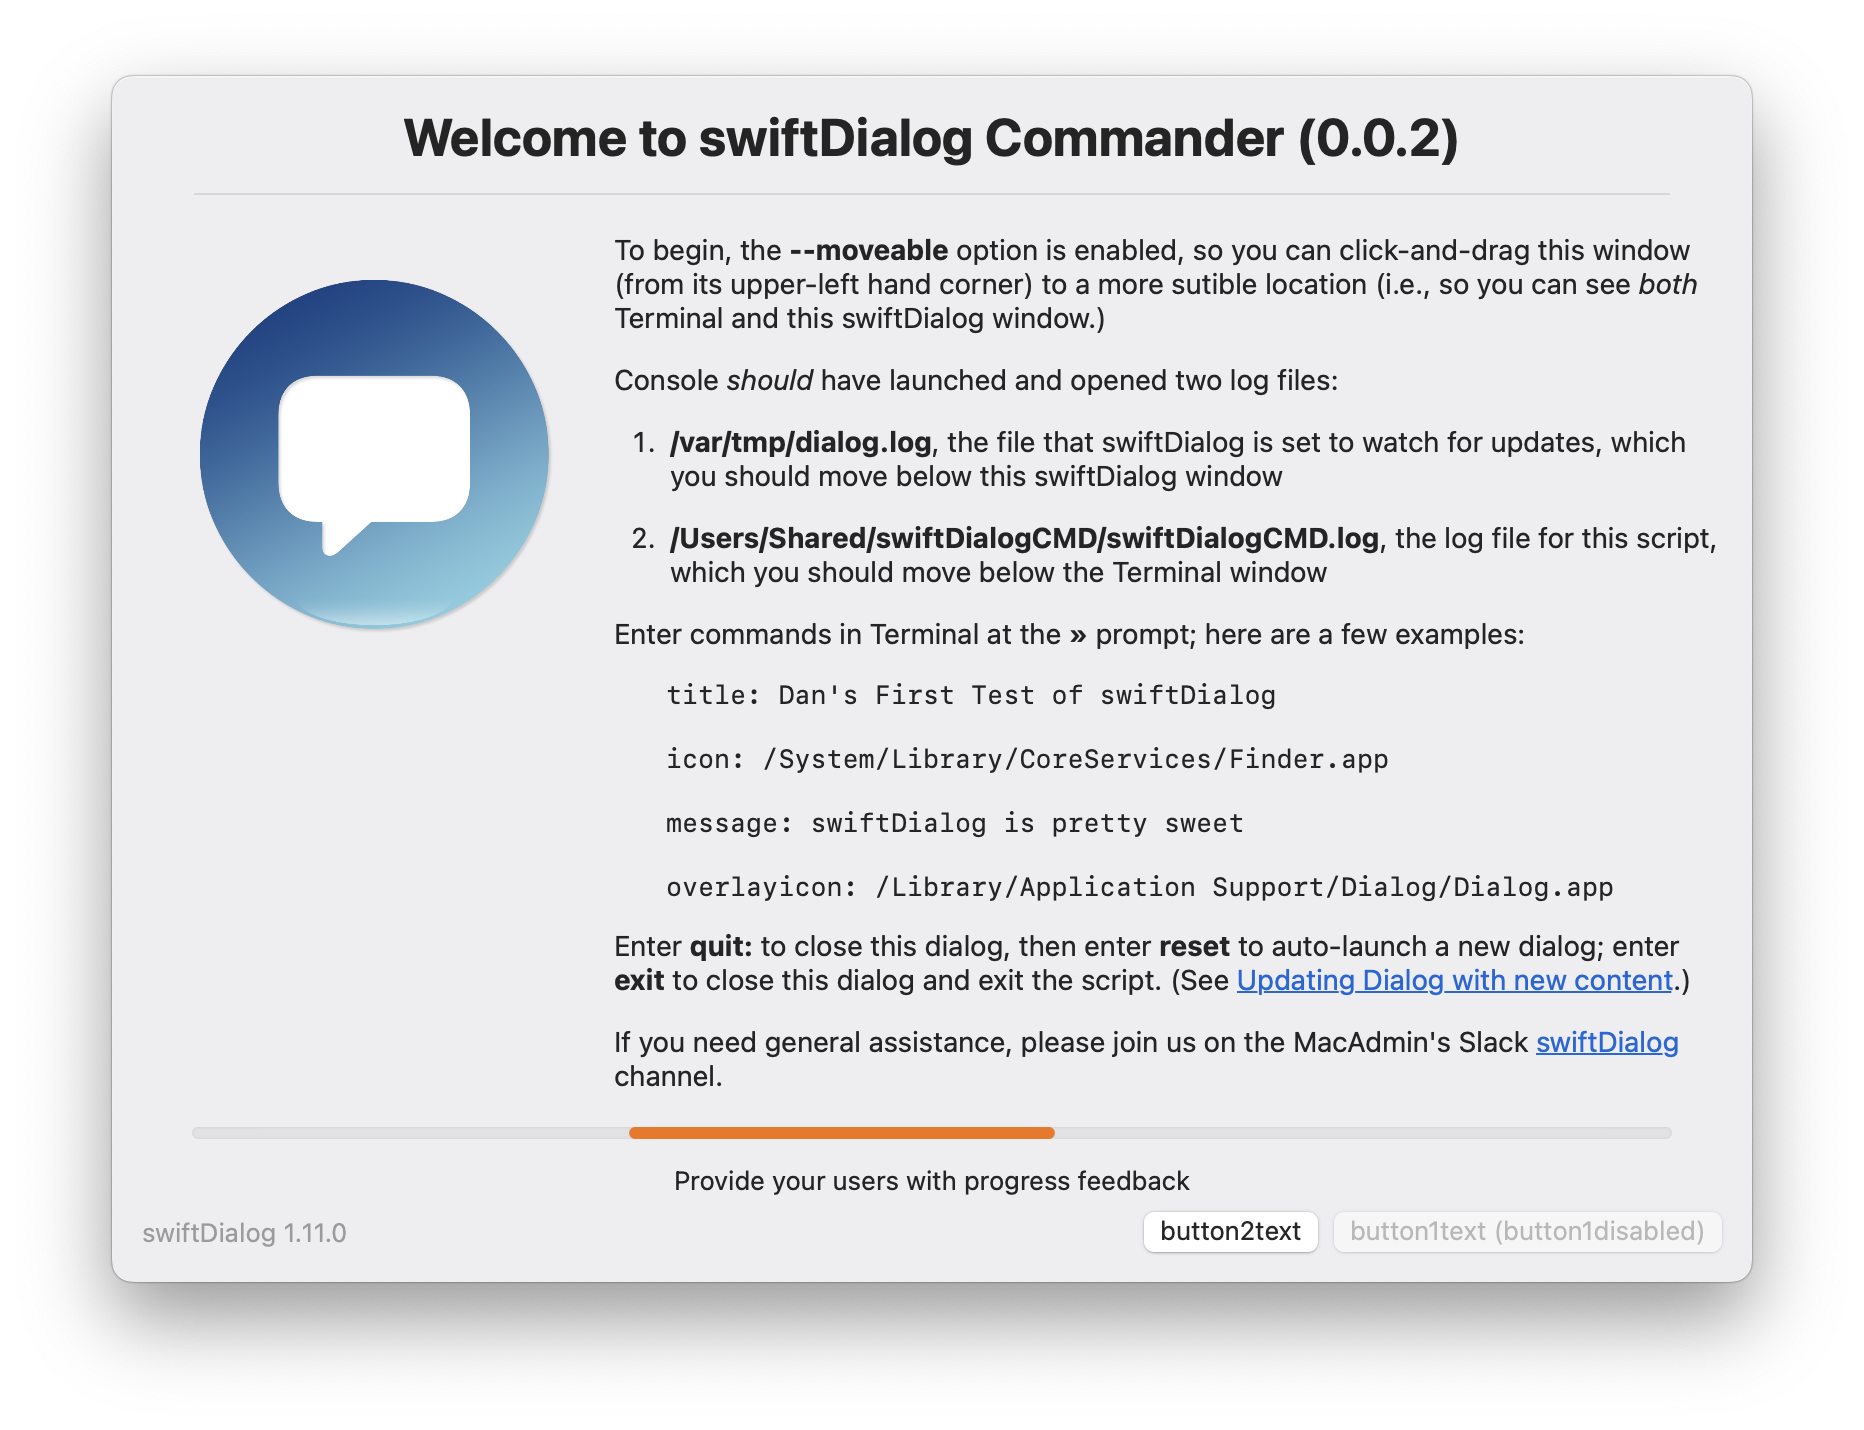 Welcome to swiftDialog Commander (0.0.2)
To begin, the --moveable option is enabled, so you can click-and-drag this window
(from its upper-left hand corner) to a more sutible location (i.e., so you can see both
Terminal and this swiftDialog window.)
Console should have launched and opened two log files:
1. /var/tmp/dialog.log, the file that swiftDialog is set to watch for updates, which
you should move below this swiftDialog window
2. /Users/Shared/swiftDialogCMD/swiftDialogCMD.log, the log file for this script,
which you should move below the Terminal window
Enter commands in Terminal at the » prompt; here are a few examples:
title: Dan's First Test of swiftDialog
icon: /System/Library/CoreServices/Finder.app
message: swiftDialog is pretty sweet
overlayicon: /Library/Application Support/Dialog/Dialog.app
Enter quit: to close this dialog, then enter reset to auto-launch a new dialog; enter
exit to close this dialog and exit the script. (See Updating Dialog with new content.)
If you need general assistance, please join us on the MacAdmin's Slack swiftDialog
channel.
Provide your users with progress feedback
swiftDialog 1.11.0
button2text
button1text (button1disabled)